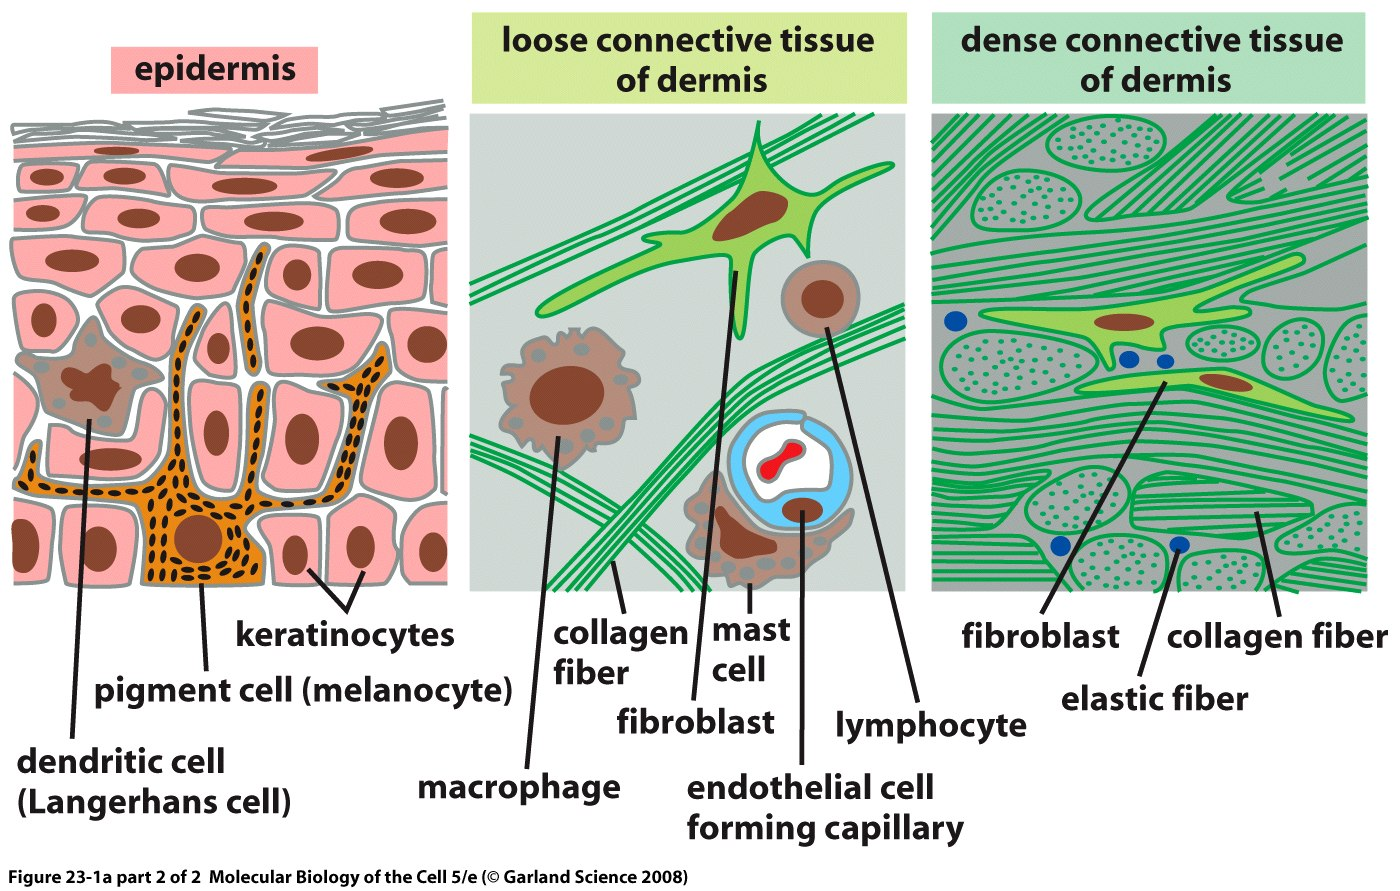 epidermis
loose connective tissue
of dermis
dense connective tissue
of dermis
keratinocytes
pigment cell (melanocyte)
dendritic cell
(Langerhans cell)
collagen
fiber
mast
cell
fibroblast
lymphocyte
macrophage
endothelial cell
forming capillary
fibroblast
collagen fiber
elastic fiber
Figure 23-1a part 2 of 2 Molecular Biology of the Cell 5/e (© Garland Science 2008)